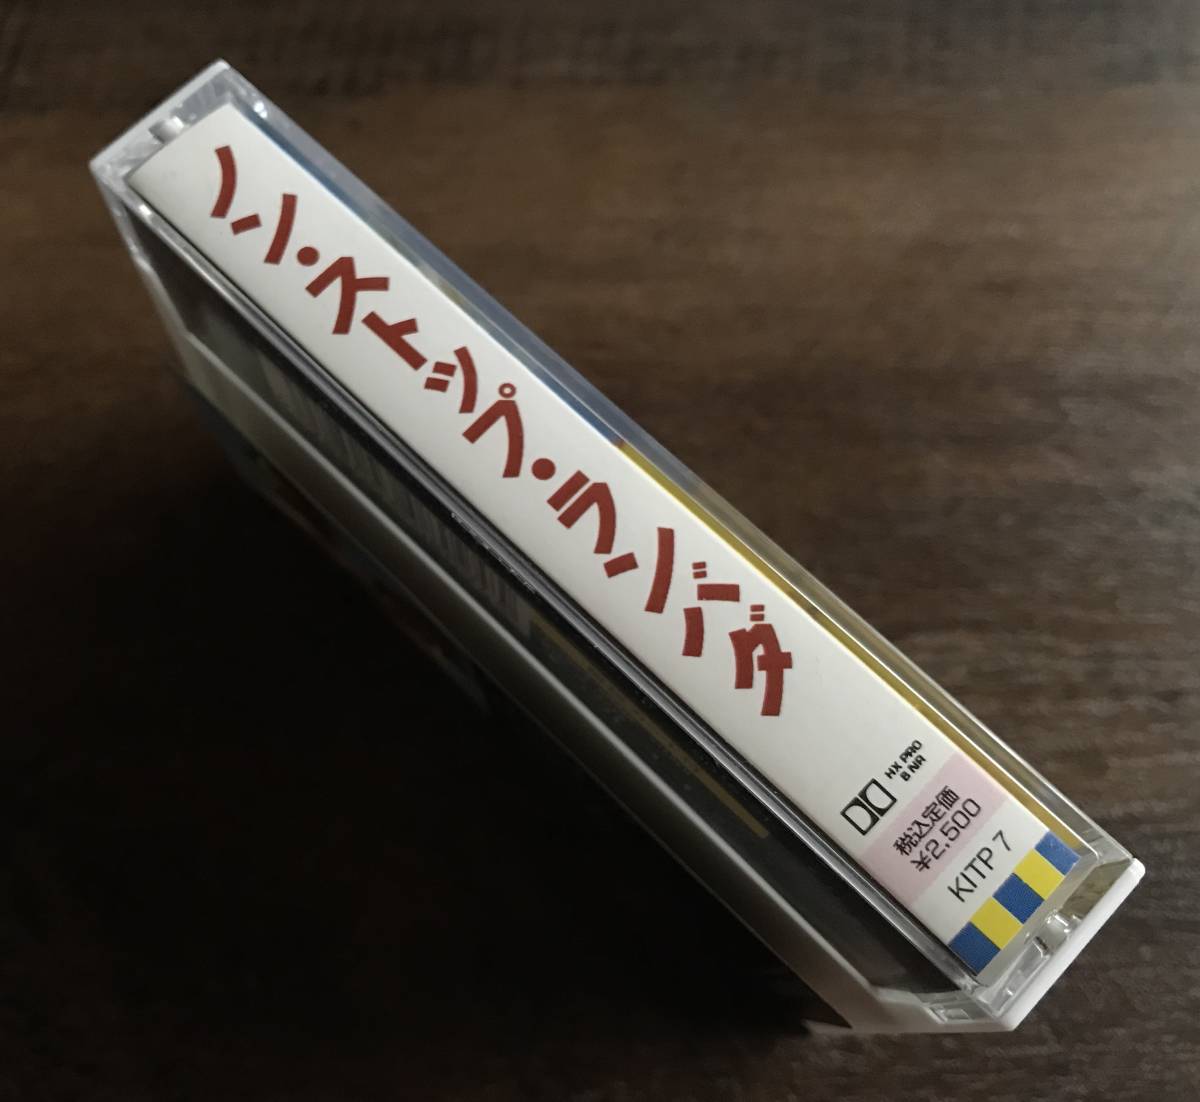 ノン・ストップ・ランバダ
HX PRO
B NR
税込定価
¥2,500
KITP 7